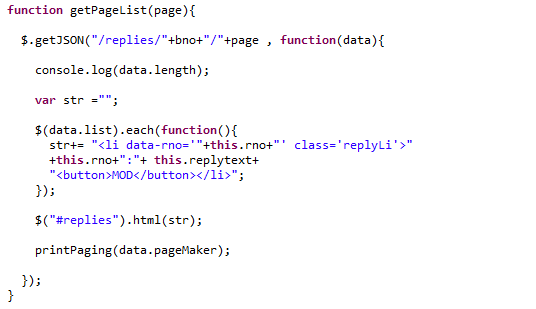 function getPageList(page){
$.getJSON("/replies/"+bno+"/"+page , function(data){
console.log(data.length);
var str ="";
$(data.list).each(function(){
str+= "<li data-rno='"+this.rno+"' class='replyLi'>"
+this.rno+":"+ this.replytext+
"<button>MOD</button></li>";
});
$("#replies").html(str);
printPaging(data.pageMaker);
});
}